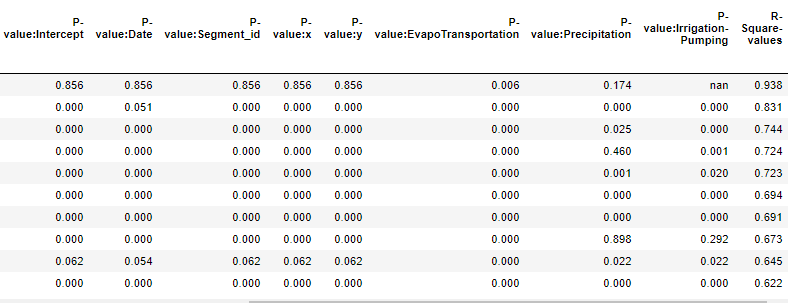 P-value:Intercept P-value:Date P-value:Segment_id P-value:x P-value:y P-value:EvapoTransportation P-value:Precipitation P-value:Irrigation-Pumping R-Square-values
0.856 0.856 0.856 0.856 0.856 0.006 0.174 nan 0.938
0.000 0.051 0.000 0.000 0.000 0.000 0.000 0.000 0.831
0.000 0.000 0.000 0.000 0.000 0.000 0.025 0.000 0.744
0.000 0.000 0.000 0.000 0.000 0.000 0.460 0.001 0.724
0.000 0.000 0.000 0.000 0.000 0.000 0.001 0.020 0.723
0.000 0.000 0.000 0.000 0.000 0.000 0.000 0.000 0.694
0.000 0.000 0.000 0.000 0.000 0.000 0.000 0.000 0.691
0.000 0.000 0.000 0.000 0.000 0.000 0.898 0.292 0.673
0.062 0.054 0.062 0.062 0.062 0.000 0.022 0.022 0.645
0.000 0.000 0.000 0.000 0.000 0.000 0.000 0.000 0.622